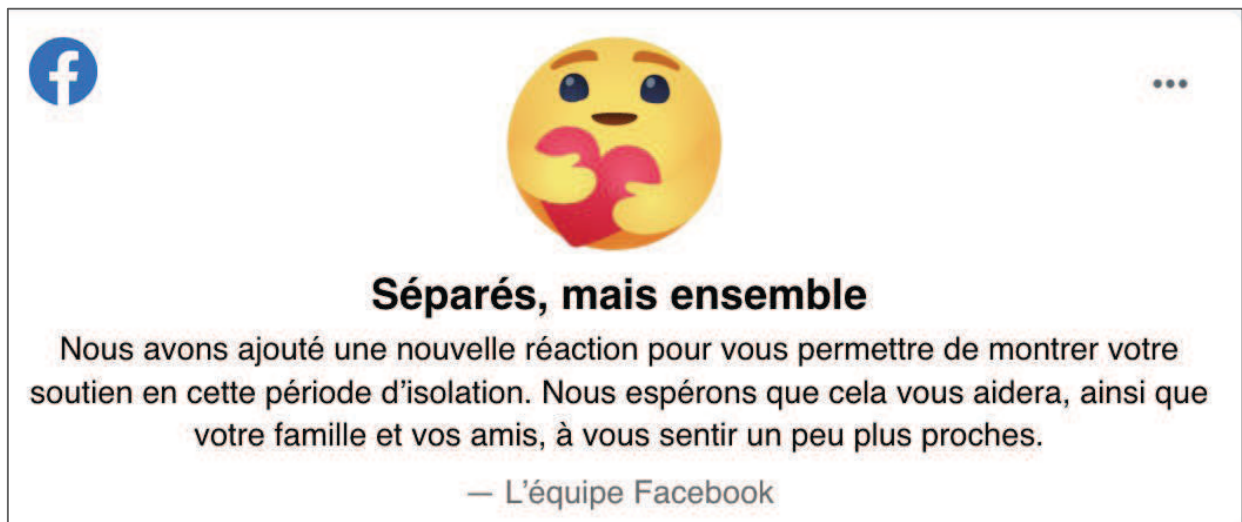 Séparés, mais ensemble
Nous avons ajouté une nouvelle réaction pour vous permettre de montrer votre
soutien en cette période d’isolation. Nous espérons que cela vous aidera, ainsi que
votre famille et vos amis, à vous sentir un peu plus proches.
— L’équipe Facebook